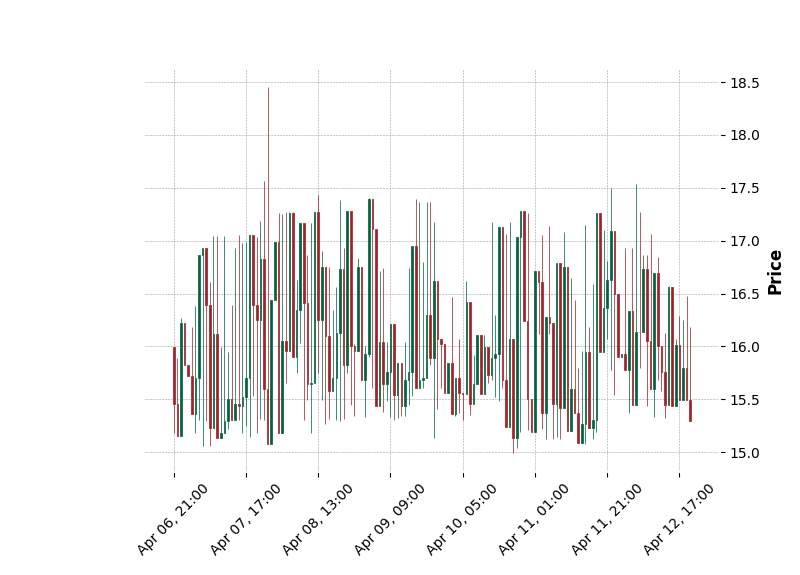 18.5
18.0
17.5
17.0
16.5
16.0
15.5
15.0
Price
Apr 06, 21:00
Apr 07, 17:00
Apr 08, 13:00
Apr 09, 09:00
Apr 10, 05:00
Apr 11, 01:00
Apr 11, 21:00
Apr 12, 17:00